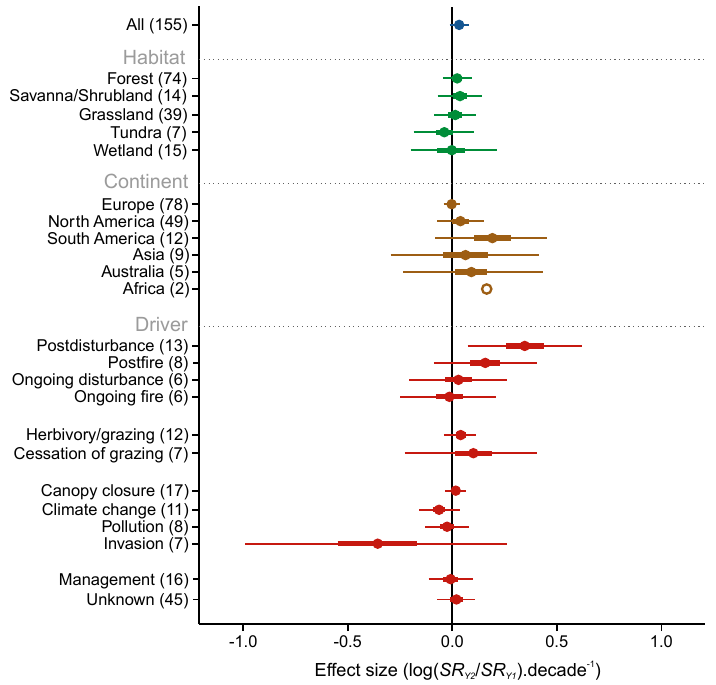 All (155)
Habitat
Forest (74)
Savanna/Shrubland (14)
Grassland (39)
Tundra (7)
Wetland (15)
Continent
Europe (78)
North America (49)
South America (12)
Asia (9)
Australia (5)
Africa (2)
Driver
Postdisturbance (13)
Postfire (8)
Ongoing disturbance (6)
Ongoing fire (6)
Herbivory/grazing (12)
Cessation of grazing (7)
Canopy closure (17)
Climate change (11)
Pollution (8)
Invasion (7)
Management (16)
Unknown (45)
-1.0 -0.5 0.0 0.5 1.0
Effect size (log(SR_Y2/SR_Y1).decade⁻¹)